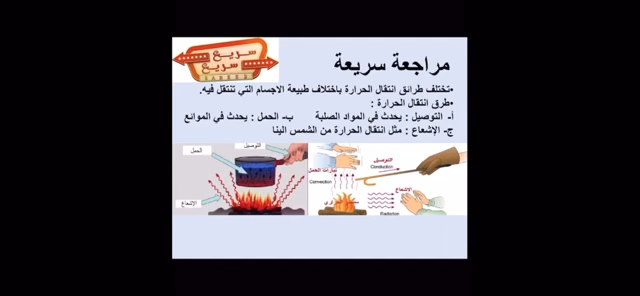 سريع
سريع
مراجعة سريعة
•تختلف طرائق انتقال الحرارة باختلاف طبيعة الاجسام التي تنتقل فيه.
•طرق انتقال الحرارة :
أ- التوصيل : يحدث في المواد الصلبة ب- الحمل : يحدث في الموائع
ج- الإشعاع : مثل انتقال الحرارة من الشمس الينا
الحمل
التوصيل
الإشعاع
تيارات الحمل
Convection
التوصيل
Conduction
الاشعاع
Radiation